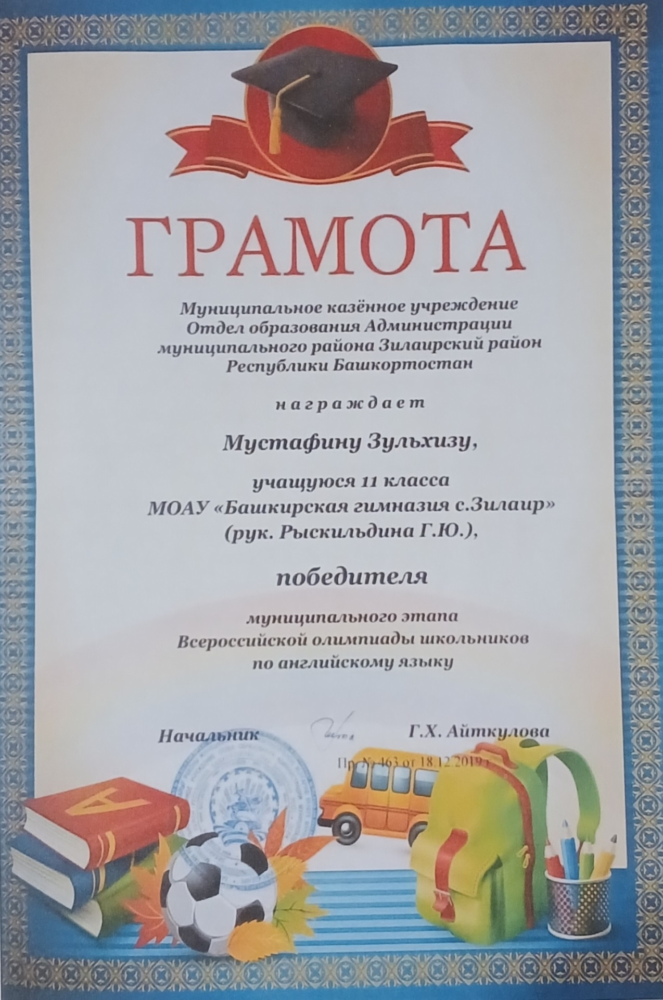 ГРАМОТА
Муниципальное казённое учреждение
Отдел образования Администрации
муниципального района Зилаирский район
Республики Башкортостан
награждает
Мустафину Зульхизу,
учащуюся 11 класса
МОАУ «Башкирская гимназия с.Зилаир»
(рук. Рыскильдина Г.Ю.),
победителя
муниципального этапа
Всероссийской олимпиады школьников
по английскому языку
Начальник
Г.Х. Айткулова
Пр. № 463 от 18.12.2019 г
А